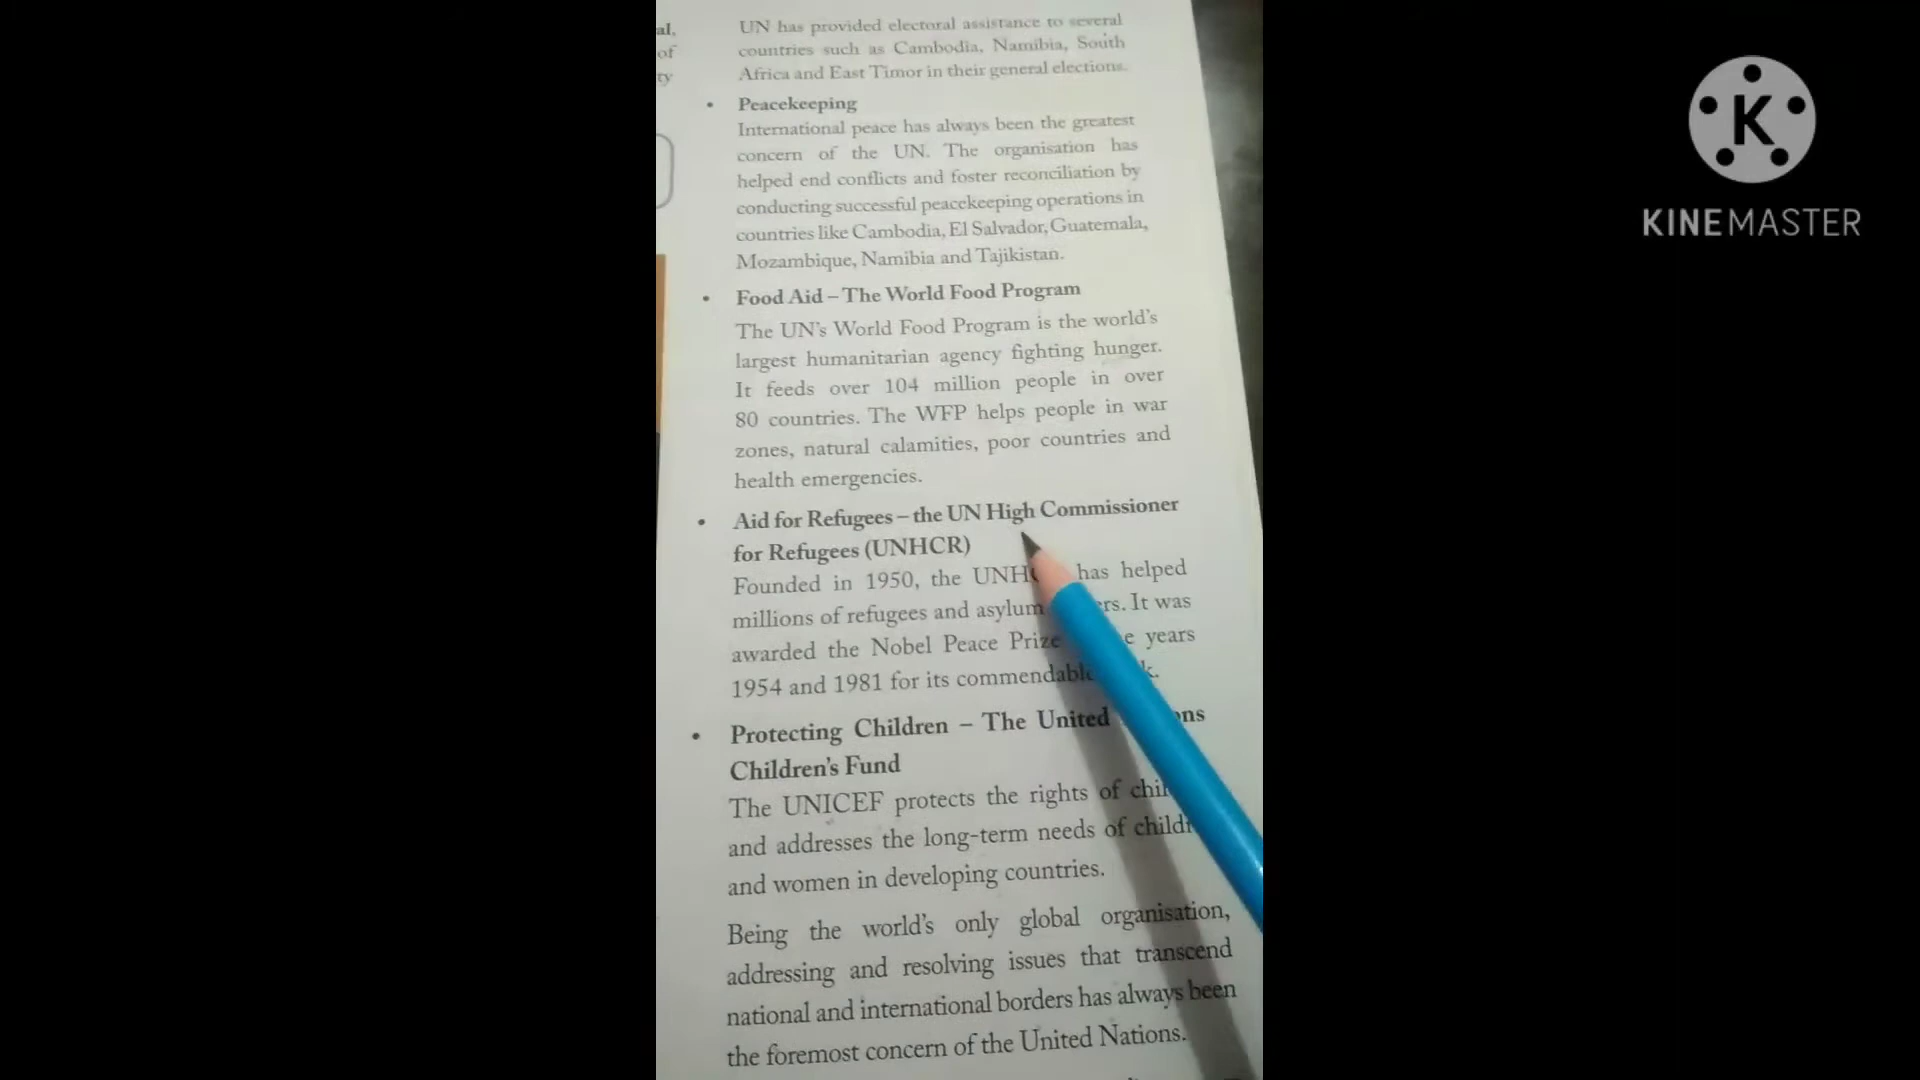 al,
of
ty
UN has provided electoral assistance to several
countries such as Cambodia, Namibia, South
Africa and East Timor in their general elections.
• Peacekeeping
International peace has always been the greatest
concern of the UN. The organisation has
helped end conflicts and foster reconciliation by
conducting successful peacekeeping operations in
countries like Cambodia, El Salvador, Guatemala,
Mozambique, Namibia and Tajikistan.
• Food Aid – The World Food Program
The UN's World Food Program is the world's
largest humanitarian agency fighting hunger.
It feeds over 104 million people in over
80 countries. The WFP helps people in war
zones, natural calamities, poor countries and
health emergencies.
• Aid for Refugees – the UN High Commissioner
for Refugees (UNHCR)
Founded in 1950, the has helped
millions of refugees and asylum It was
awarded the Nobel Peace Prize years
1954 and 1981 for its commendable
• Protecting Children – The United
Children's Fund
The UNICEF protects the rights of
and addresses the long-term needs of
and women in developing countries.
Being the world's only global organisation,
addressing and resolving issues that transcend
national and international borders has always been
the foremost concern of the United Nations.
K
KINEMASTER